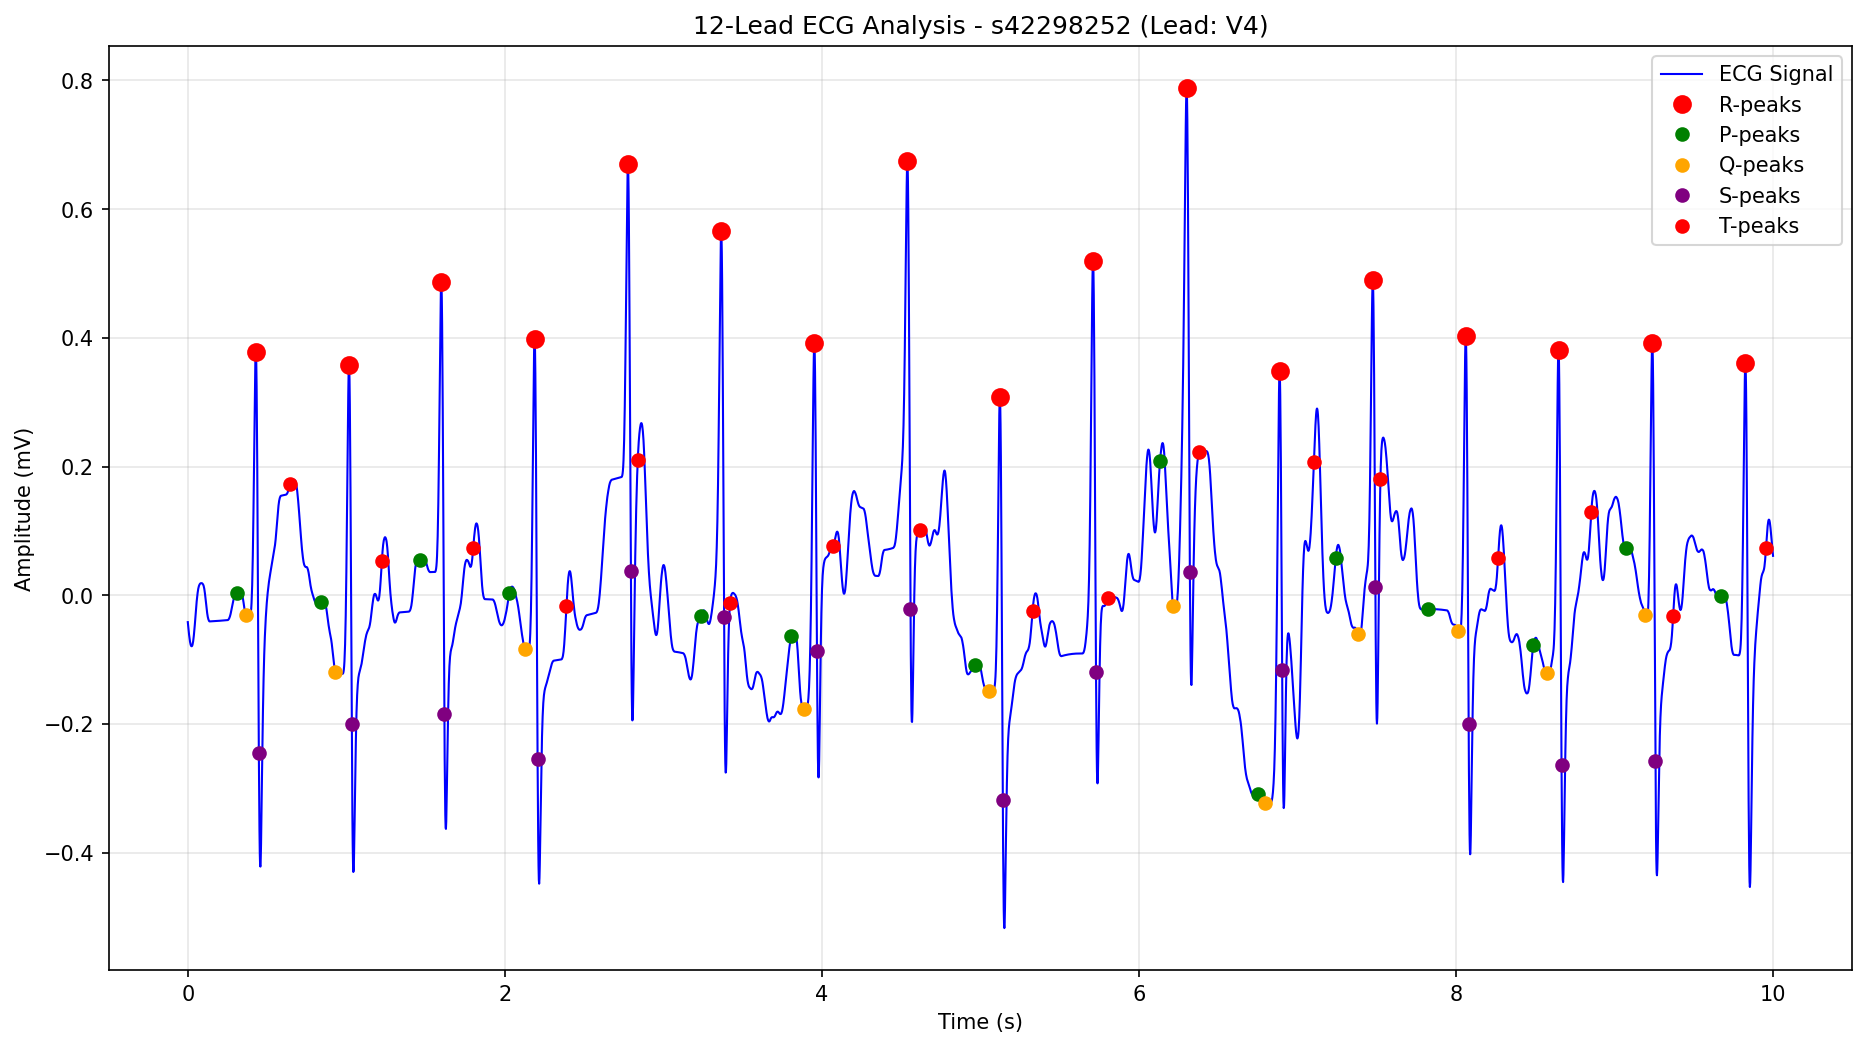 12-Lead ECG Analysis - s42298252 (Lead: V4)
ECG Signal
R-peaks
P-peaks
Q-peaks
S-peaks
T-peaks
Amplitude (mV)
0.8
0.6
0.4
0.2
0.0
−0.2
−0.4
0 2 4 6 8 10
Time (s)